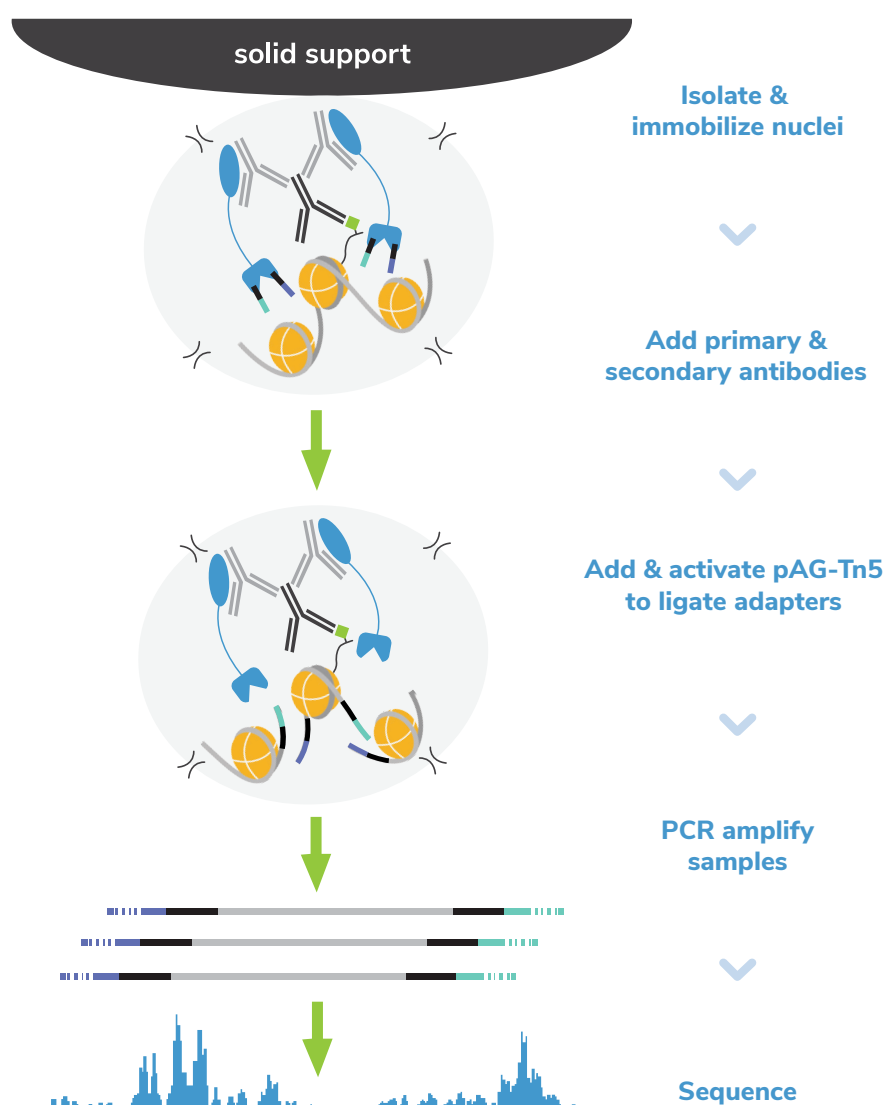 solid support
Isolate &
immobilize nuclei
Add primary &
secondary antibodies
Add & activate pAG-Tn5
to ligate adapters
PCR amplify
samples
Sequence